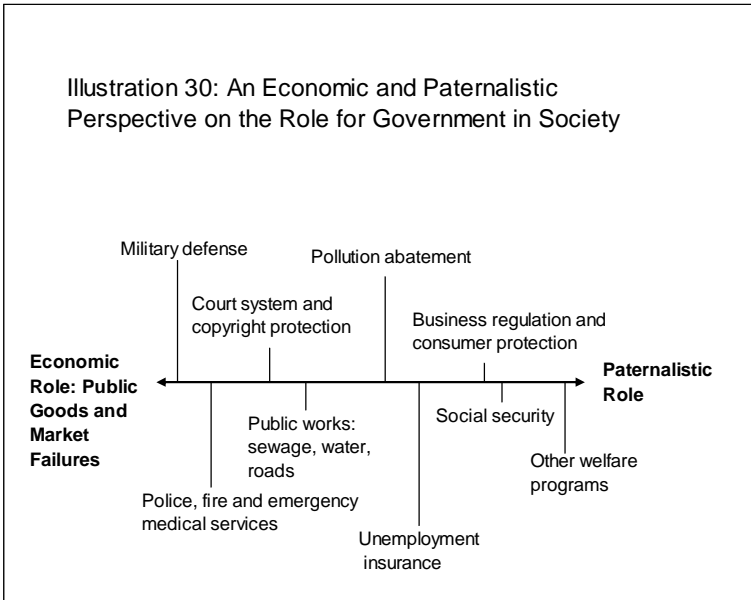 Illustration 30: An Economic and Paternalistic
Perspective on the Role for Government in Society
Military defense
Pollution abatement
Court system and
copyright protection
Business regulation and
consumer protection
Economic
Role: Public
Goods and
Market
Failures
Paternalistic
Role
Public works:
sewage, water,
roads
Social security
Other welfare
programs
Police, fire and emergency
medical services
Unemployment
insurance